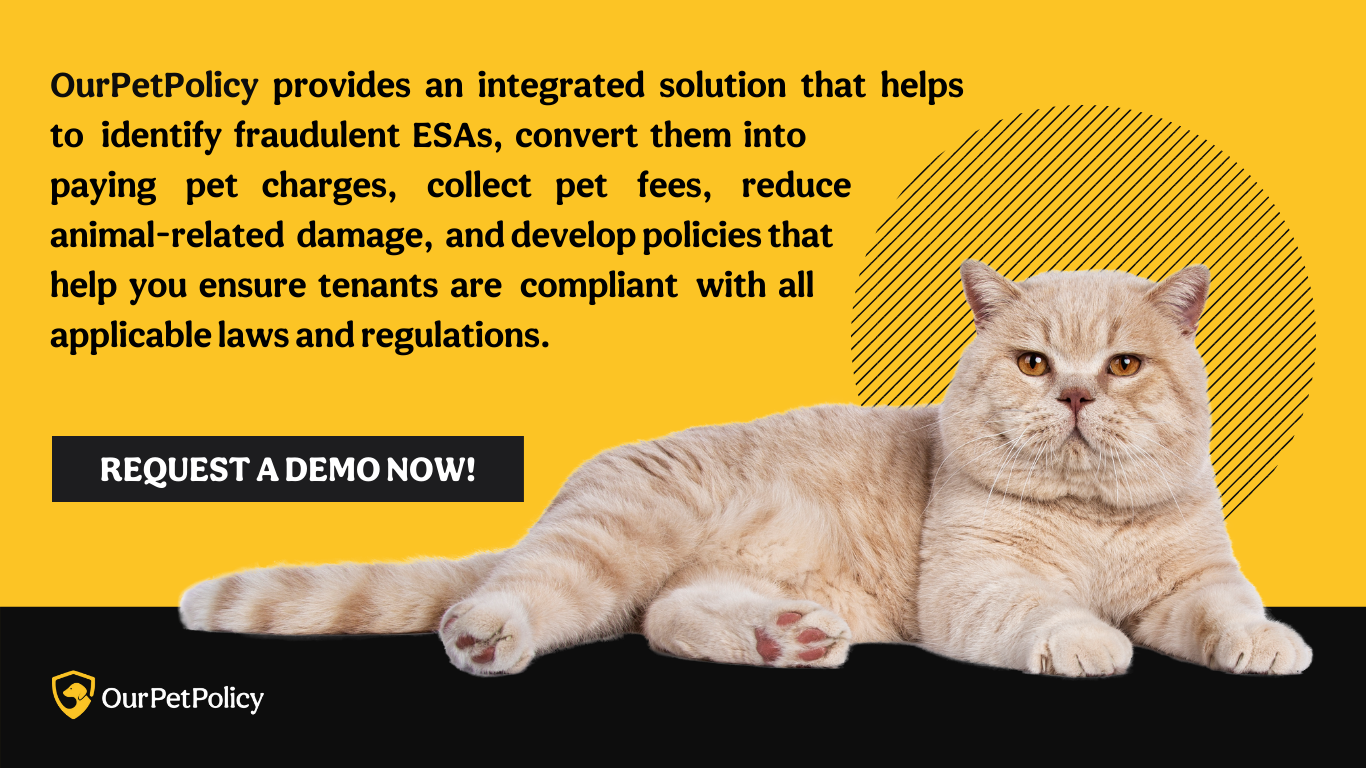 OurPetPolicy provides an integrated solution that helps
to identify fraudulent ESAs, convert them into
paying pet charges, collect pet fees, reduce
animal-related damage, and develop policies that
help you ensure tenants are compliant with all
applicable laws and regulations.
REQUEST A DEMO NOW!
OurPetPolicy